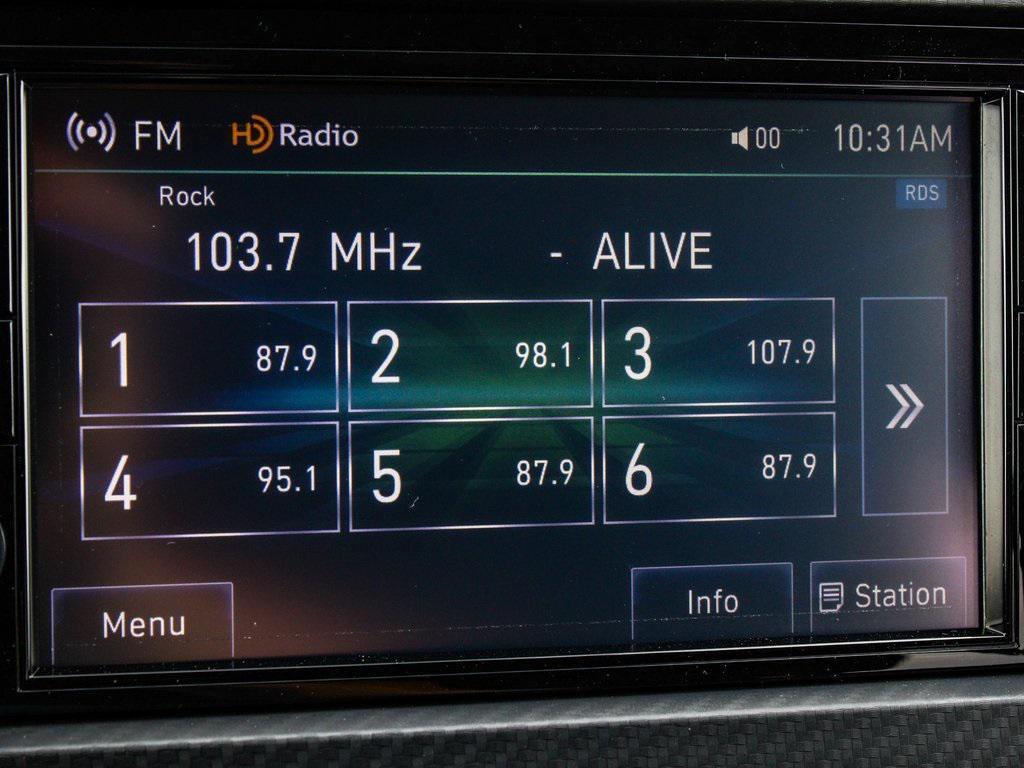 FM HD Radio 00 10:31AM
Rock RDS
103.7 MHz - ALIVE
1 87.9 2 98.1 3 107.9
4 95.1 5 87.9 6 87.9
Menu Info Station